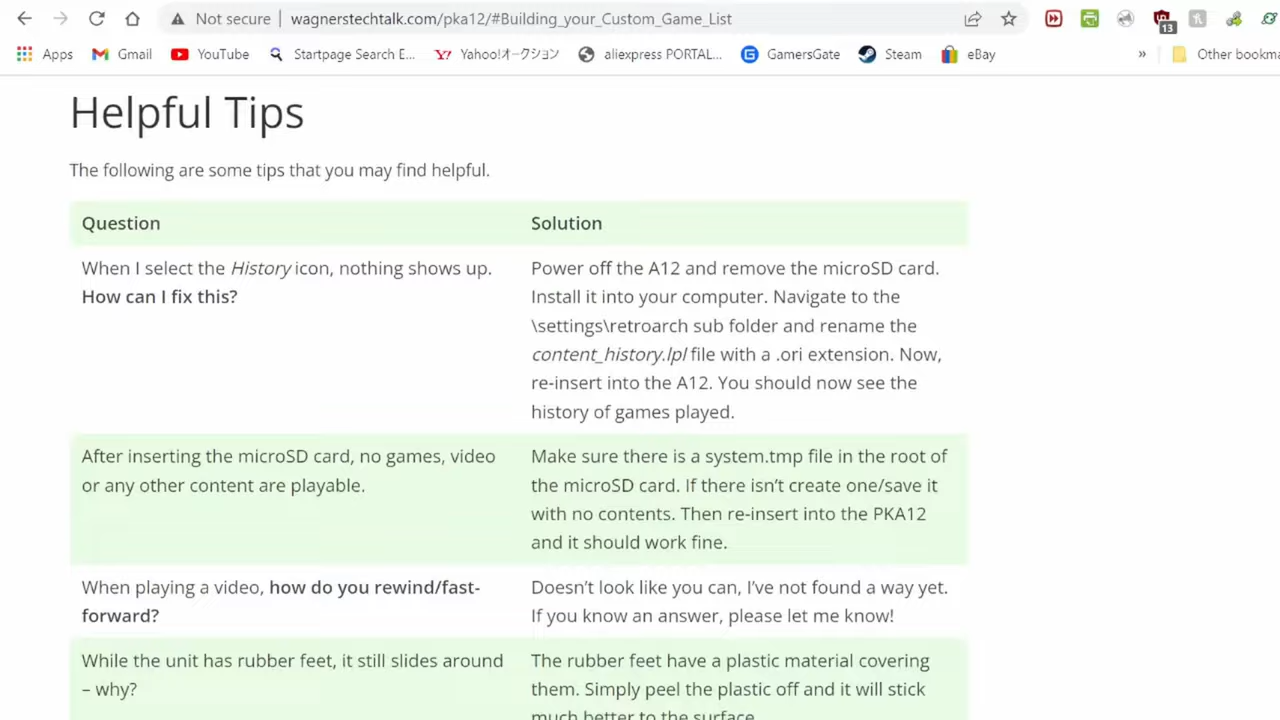 Not secure
wagnerstechtalk.com/pka12/#Building_your_Custom_Game_List
13
Apps
Gmail
YouTube
Startpage Search E...
Yahoo!オークション
aliexpress PORTAL...
GamersGate
Steam
eBay
»
Other bookma
Helpful Tips
The following are some tips that you may find helpful.
Question
Solution
When I select the History icon, nothing shows up.
How can I fix this?
Power off the A12 and remove the microSD card.
Install it into your computer. Navigate to the
\settings\retroarch sub folder and rename the
content_history.lpl file with a .ori extension. Now,
re-insert into the A12. You should now see the
history of games played.
After inserting the microSD card, no games, video
or any other content are playable.
Make sure there is a system.tmp file in the root of
the microSD card. If there isn’t create one/save it
with no contents. Then re-insert into the PKA12
and it should work fine.
When playing a video, how do you rewind/fast-
forward?
Doesn’t look like you can, I’ve not found a way yet.
If you know an answer, please let me know!
While the unit has rubber feet, it still slides around
– why?
The rubber feet have a plastic material covering
them. Simply peel the plastic off and it will stick
much better to the surface.